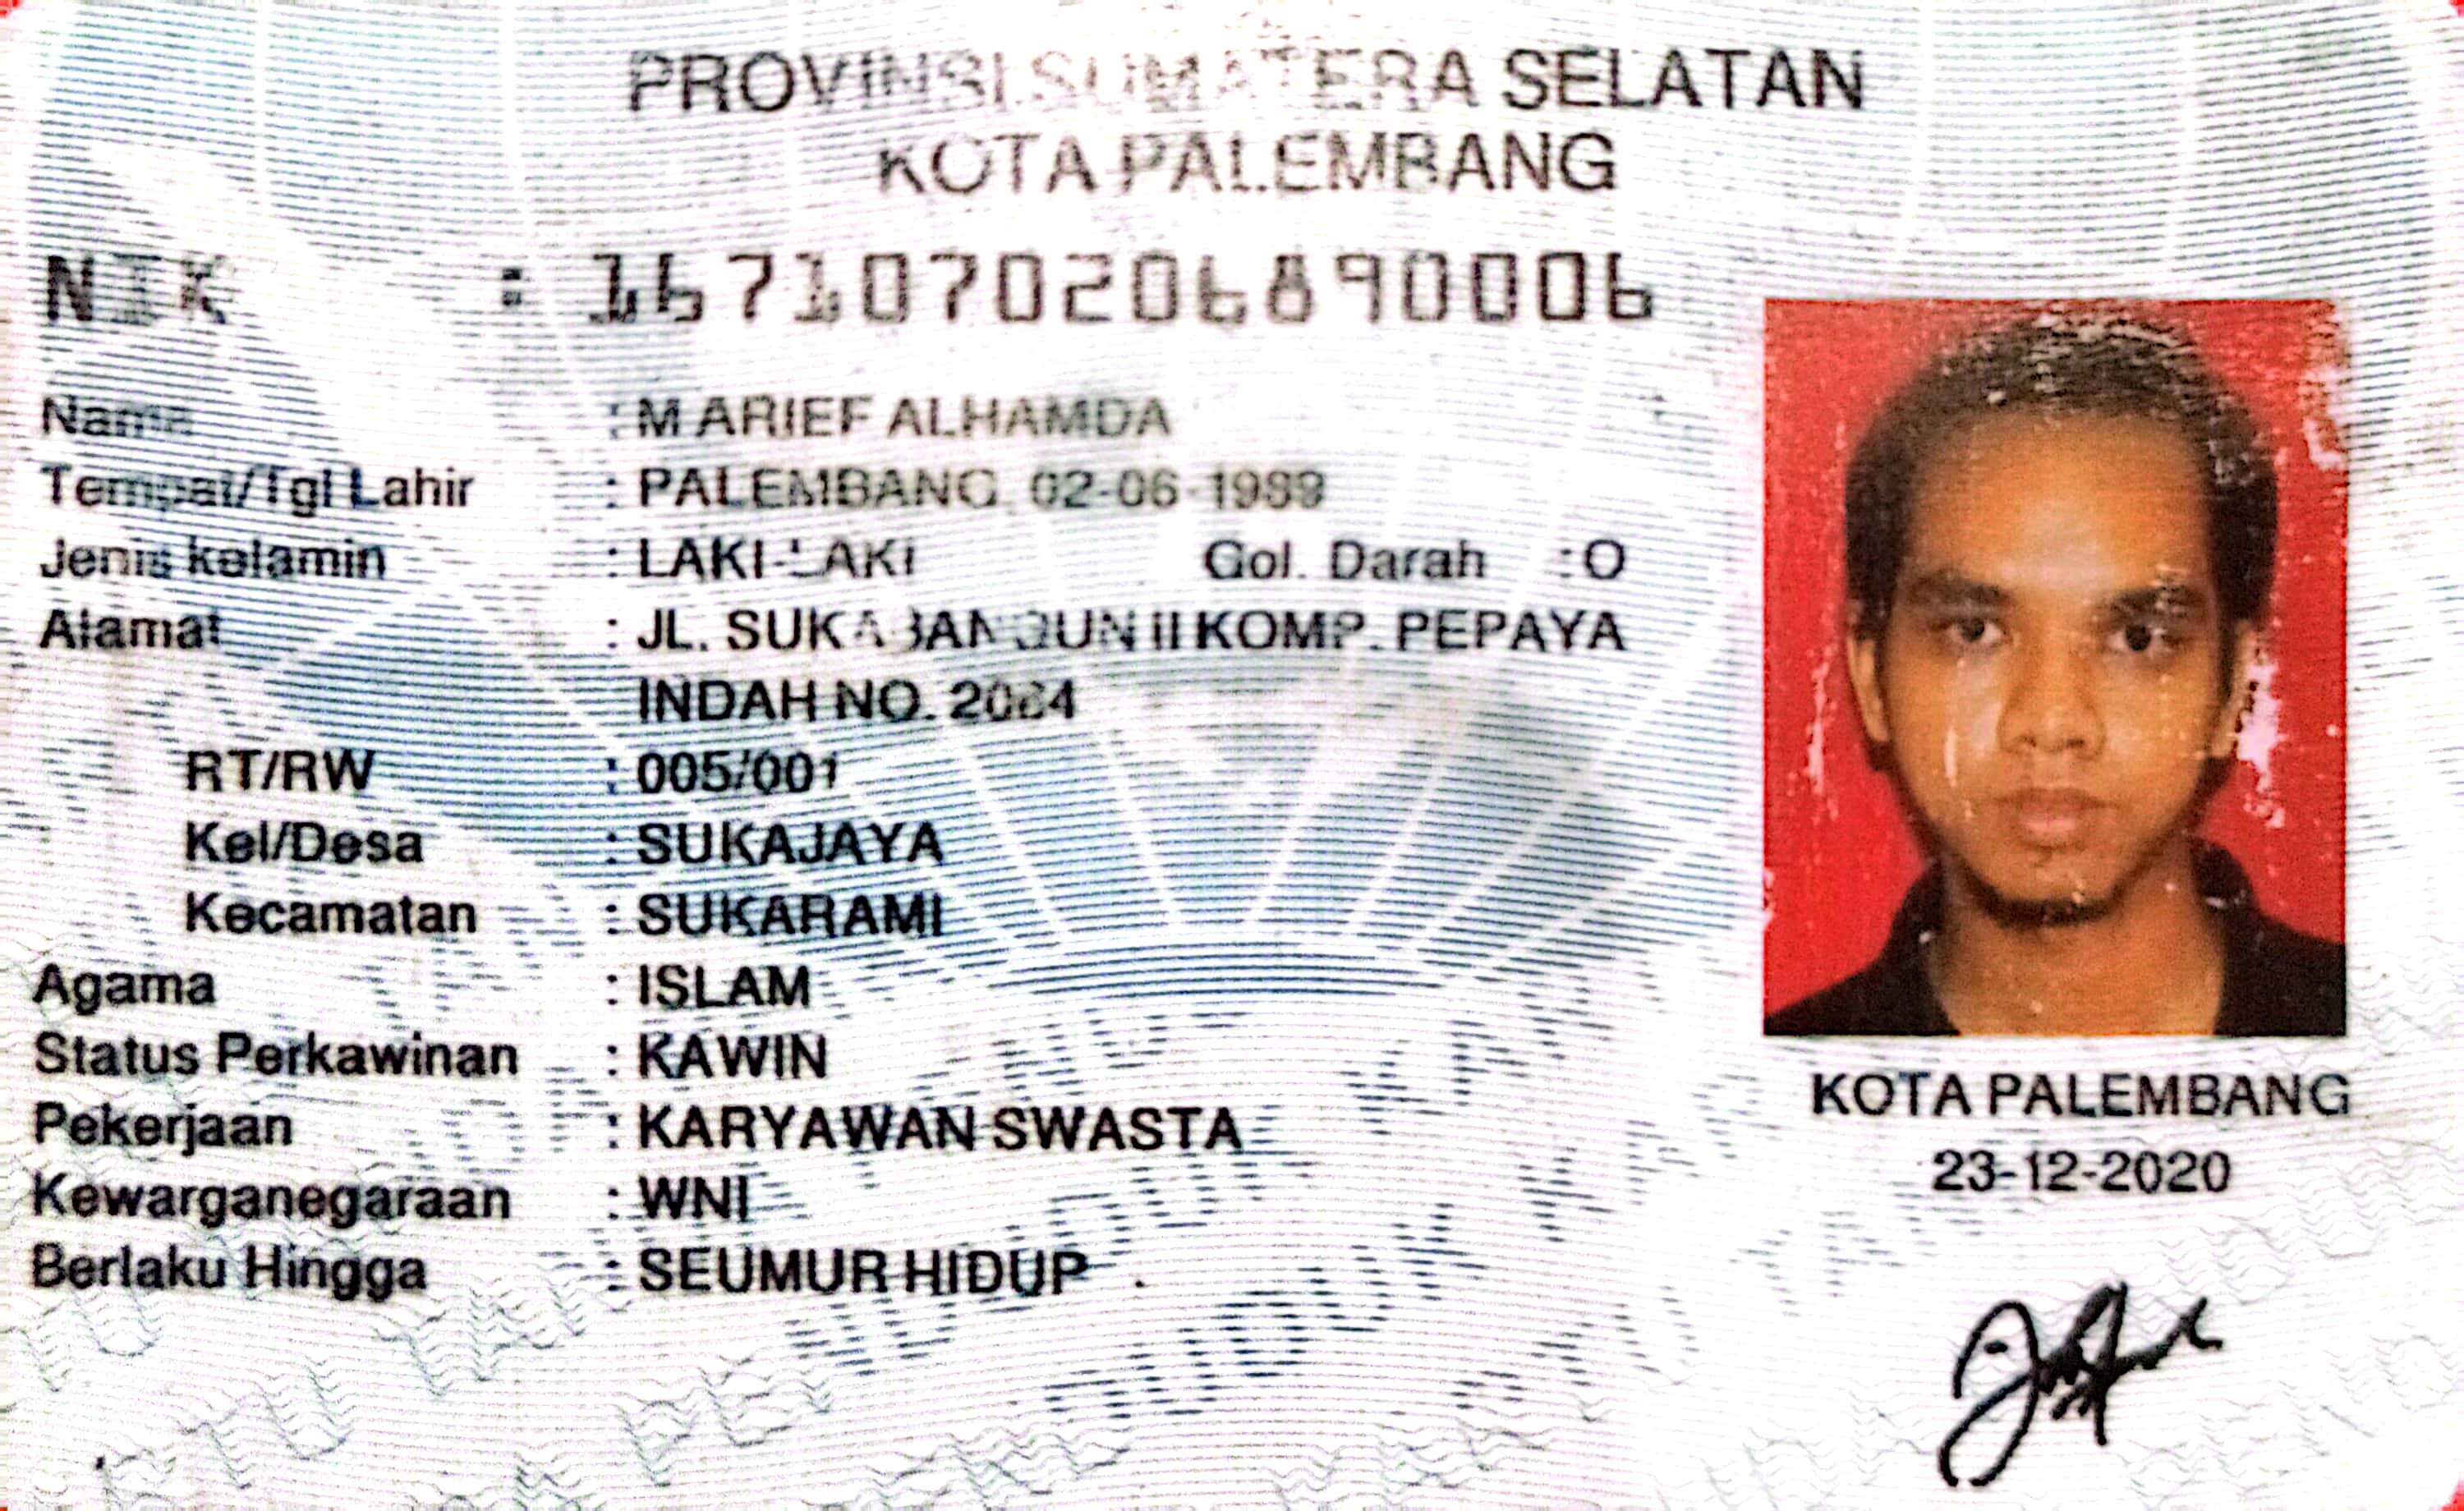 PROVINSI SUMATERA SELATAN
KOTA PALEMBANG
NIK : 1671070206890006
Nama : M ARIEF ALHAMDA
Tempat/Tgl Lahir : PALEMBANG, 02-06-1989
Jenis kelamin : LAKI-LAKI Gol. Darah : O
Alamat : JL. SUKABANGUN II KOMP. PEPAYA
INDAH NO.
RT/RW : 005/001
Kel/Desa : SUKAJAYA
Kecamatan : SUKARAMI
Agama : ISLAM
Status Perkawinan : KAWIN
Pekerjaan : KARYAWAN SWASTA
Kewarganegaraan : WNI
Berlaku Hingga : SEUMUR HIDUP
KOTA PALEMBANG
23-12-2020